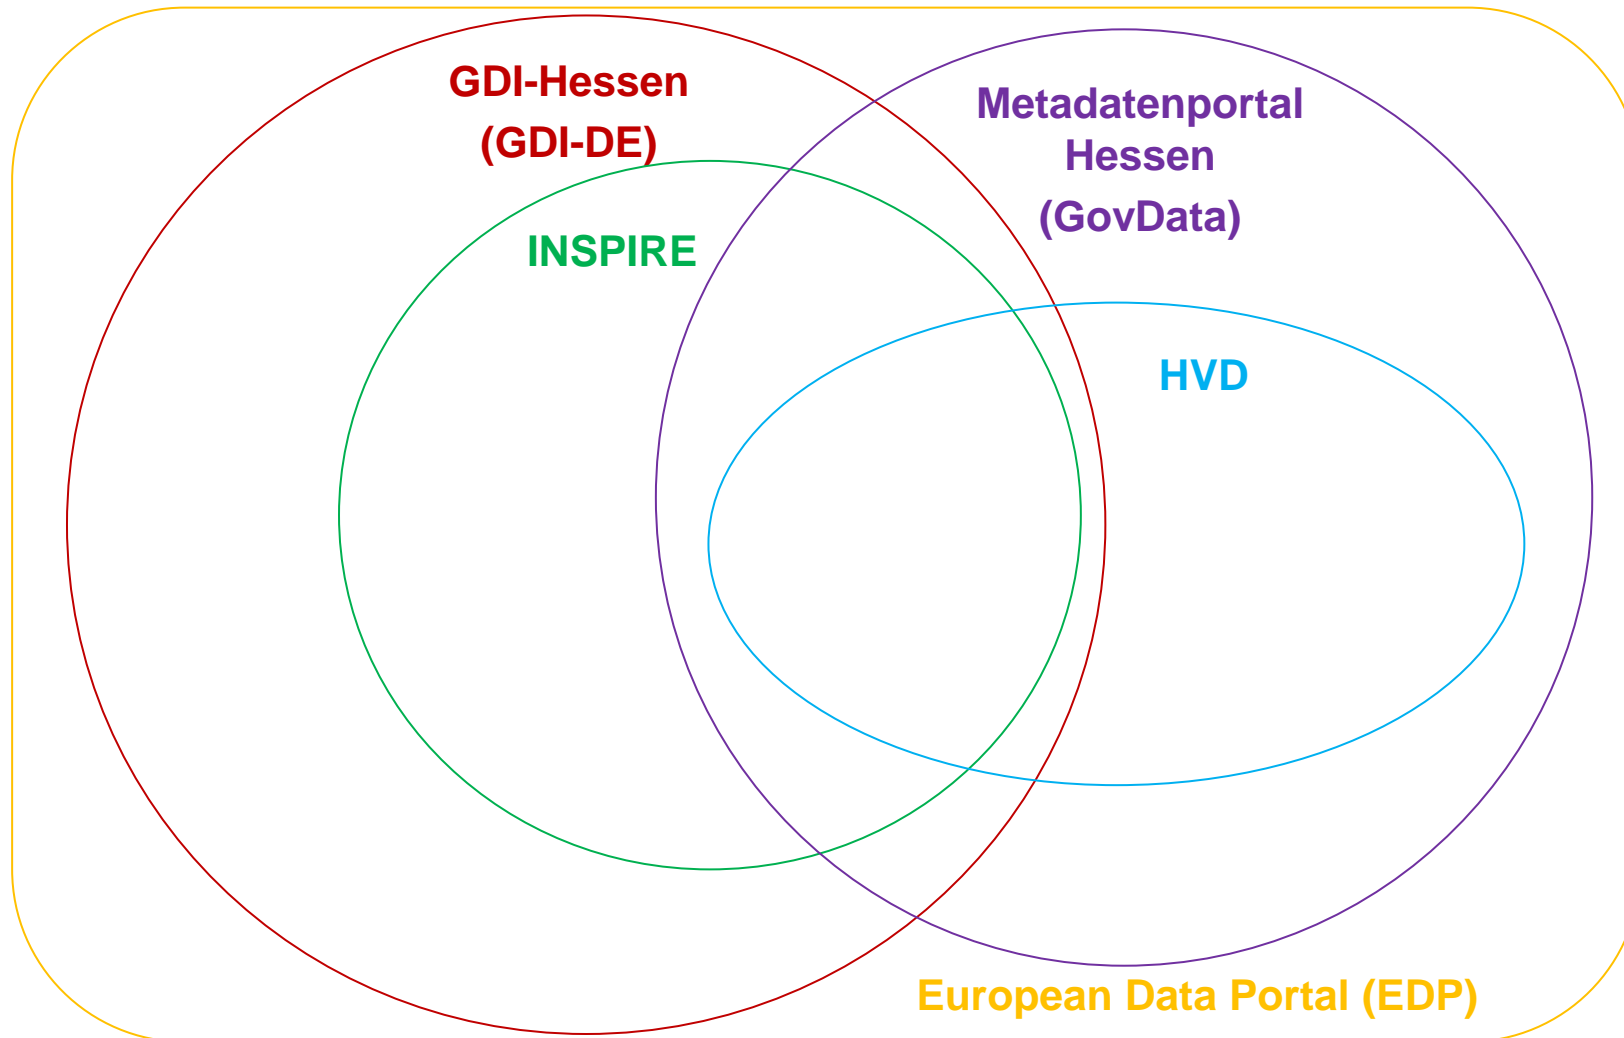 GDI-Hessen
(GDI-DE)
Metadatenportal
Hessen
(GovData)
INSPIRE
HVD
European Data Portal (EDP)